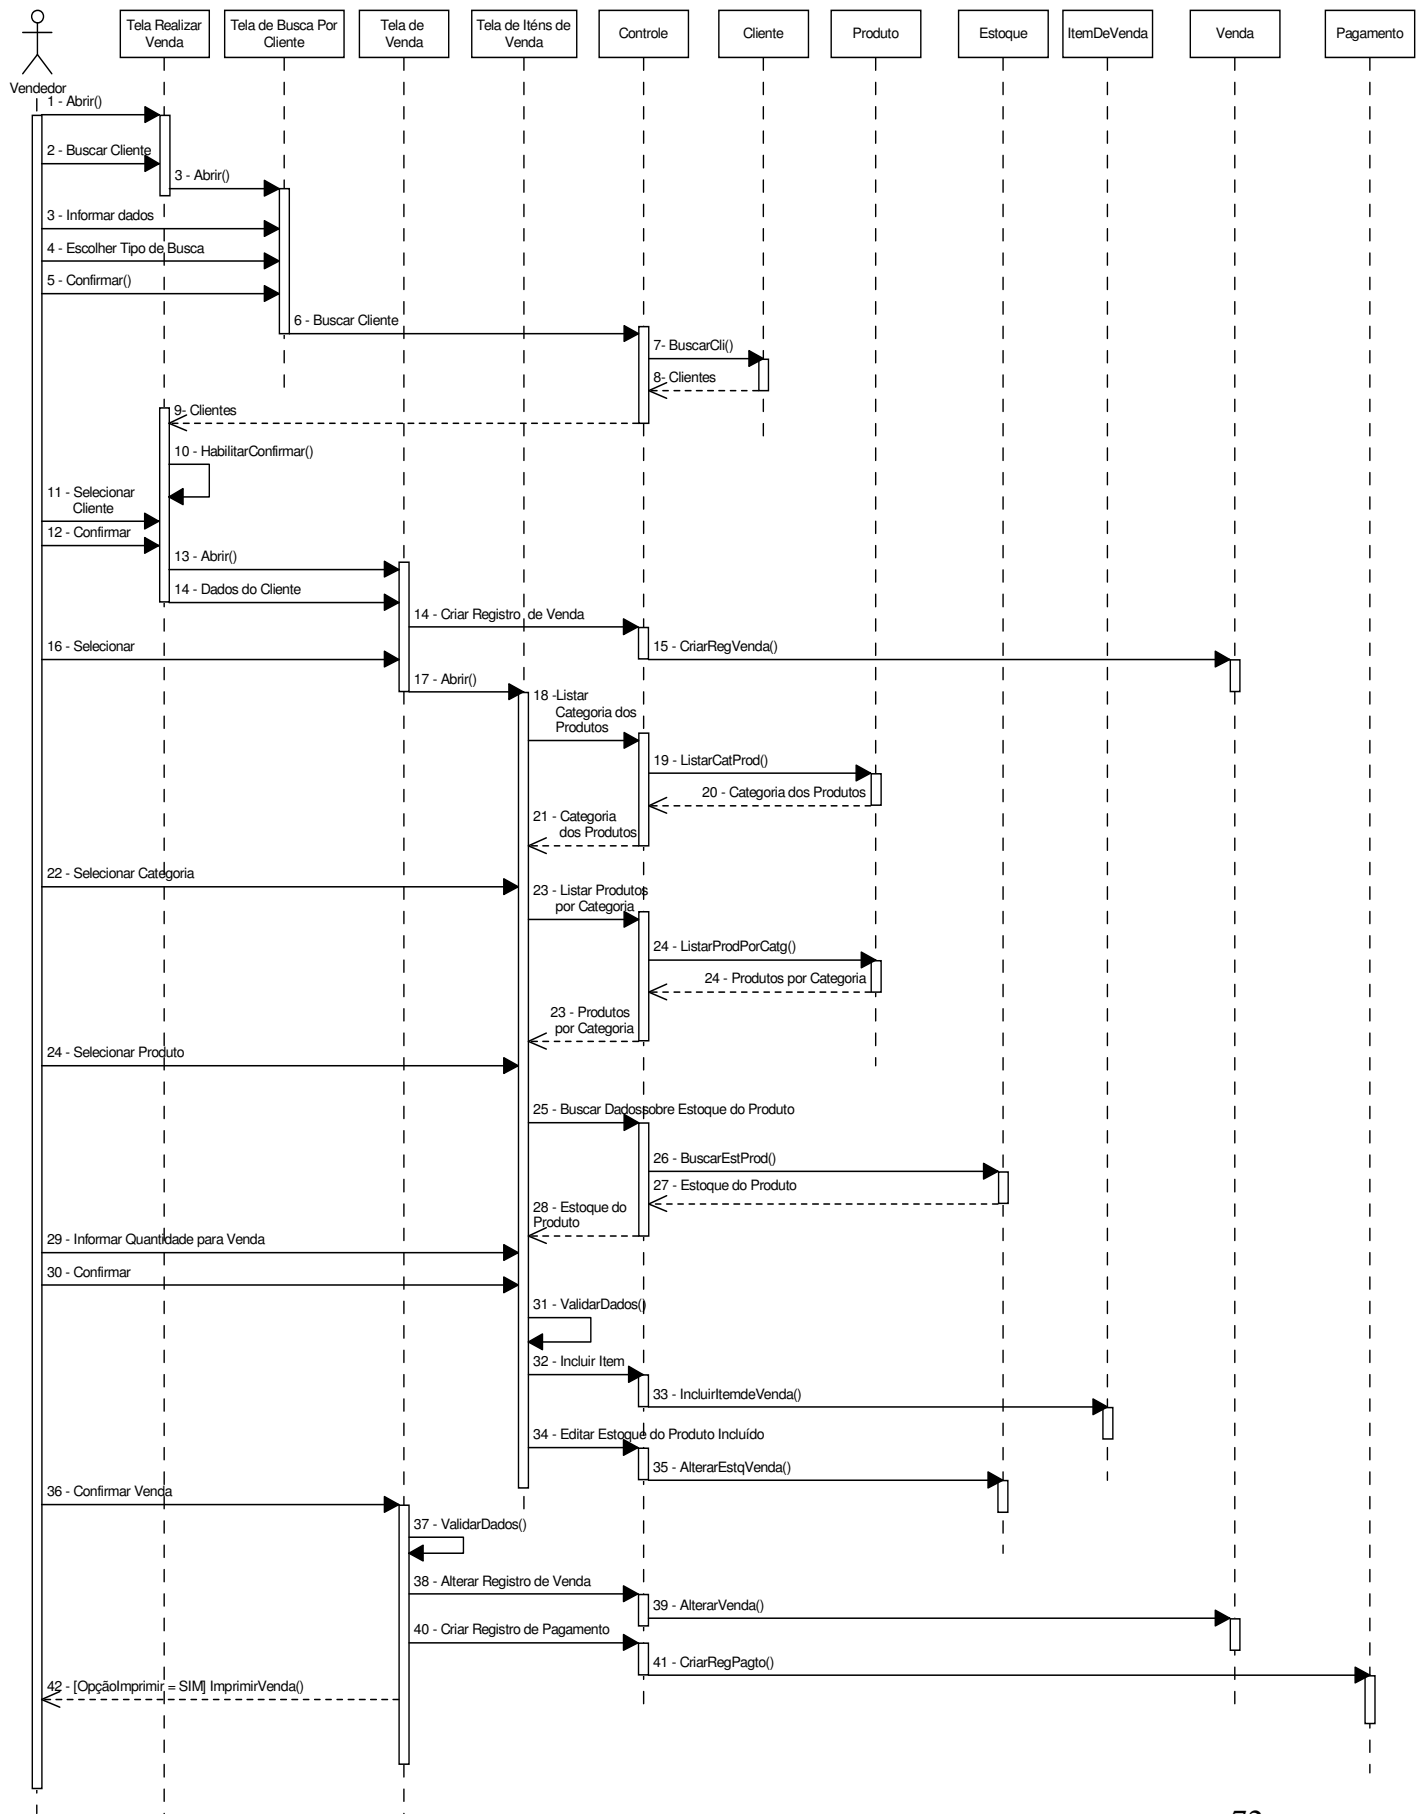 Tela Realizar
Venda
Tela de Busca Por
Cliente
Tela de
Venda
Tela de Iténs de
Venda
Controle
Cliente
Produto
Estoque
ItemDeVenda
Venda
Pagamento
Vendedor
1 - Abrir()
2 - Buscar Cliente
3 - Abrir()
3 - Informar dados
4 - Escolher Tipo de Busca
5 - Confirmar()
6 - Buscar Cliente
7- BuscarCli()
8- Clientes
9- Clientes
10 - HabilitarConfirmar()
11 - Selecionar
Cliente
12 - Confirmar
13 - Abrir()
14 - Dados do Cliente
14 - Criar Registro de Venda
15 - CriarRegVenda()
16 - Selecionar
17 - Abrir()
18 -Listar
Categoria dos
Produtos
19 - ListarCatProd()
20 - Categoria dos Produtos
21 - Categoria
dos Produtos
22 - Selecionar Categoria
23 - Listar Produtos
por Categoria
24 - ListarProdPorCatg()
24 - Produtos por Categoria
23 - Produtos
por Categoria
24 - Selecionar Produto
25 - Buscar Dadossobre Estoque do Produto
26 - BuscarEstProd()
27 - Estoque do Produto
28 - Estoque do
Produto
29 - Informar Quantidade para Venda
30 - Confirmar
31 - ValidarDados()
32 - Incluir Item
33 - IncluirItemdeVenda()
34 - Editar Estoque do Produto Incluído
35 - AlterarEstqVenda()
36 - Confirmar Venda
37 - ValidarDados()
38 - Alterar Registro de Venda
39 - AlterarVenda()
40 - Criar Registro de Pagamento
41 - CriarRegPagto()
42 - [OpçãoImprimir = SIM] ImprimirVenda()